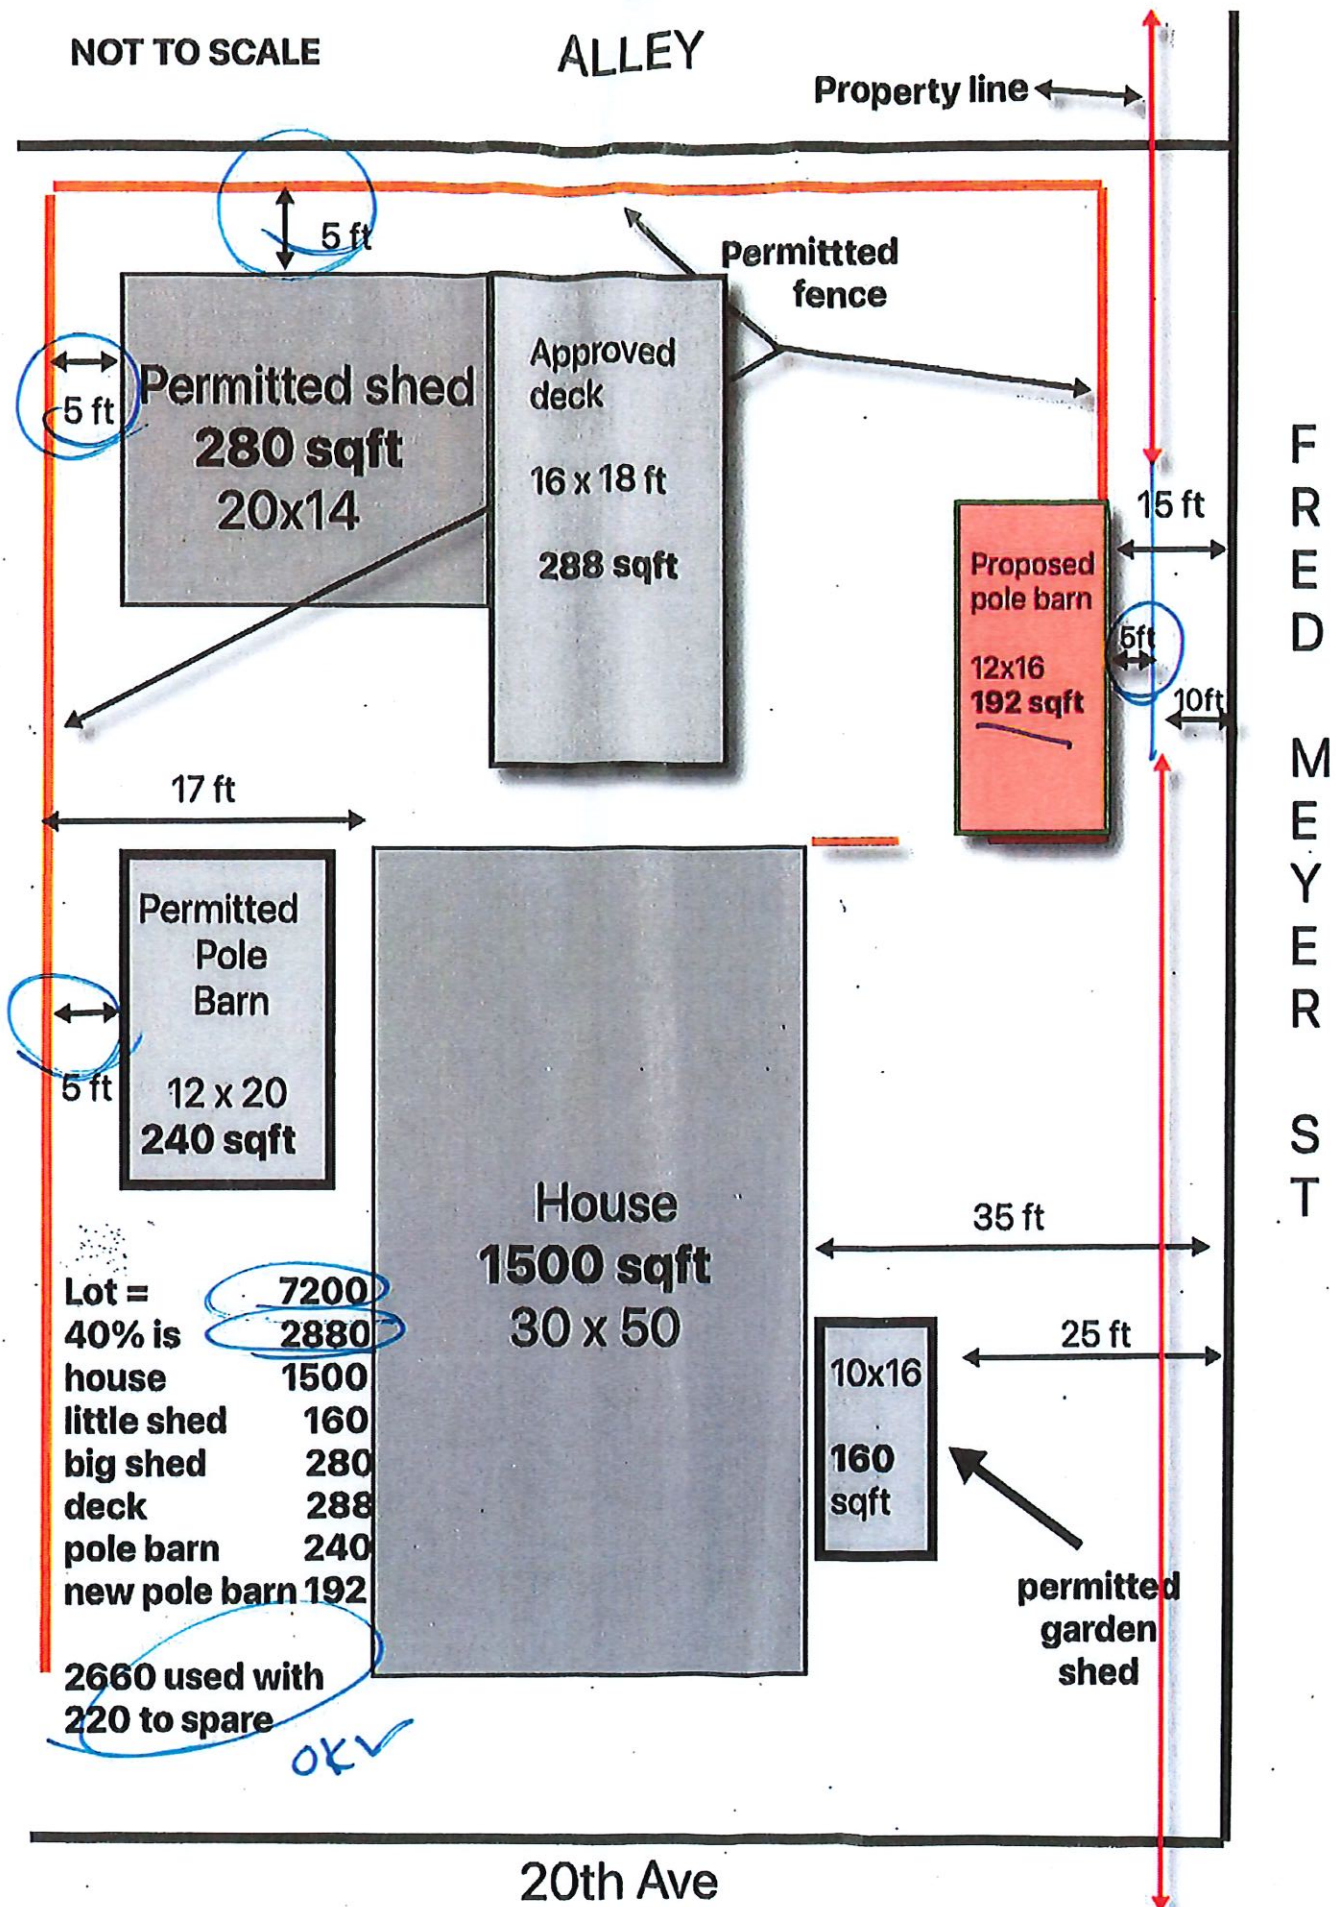 NOT TO SCALE
ALLEY
Property line
5 ft
Permittted
fence
5 ft
Permitted shed
280 sqft
20x14
Approved
deck
16 x 18 ft
288 sqft
15 ft
Proposed
pole barn
12x16
192 sqft
5ft
10ft
FRED MEYER ST
17 ft
Permitted
Pole
Barn
12 x 20
240 sqft
5 ft
House
1500 sqft
30 x 50
35 ft
25 ft
10x16
160
sqft
permitted
garden
shed
Lot = 7200
40% is 2880
house 1500
little shed 160
big shed 280
deck 288
pole barn 240
new pole barn 192
2660 used with
220 to spare
OK
20th Ave